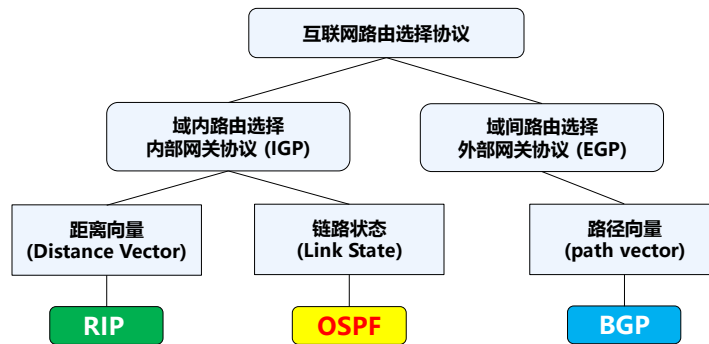 互联网路由选择协议
域内路由选择
内部网关协议 (IGP)
域间路由选择
外部网关协议 (EGP)
距离向量
(Distance Vector)
链路状态
(Link State)
路径向量
(path vector)
RIP
OSPF
BGP